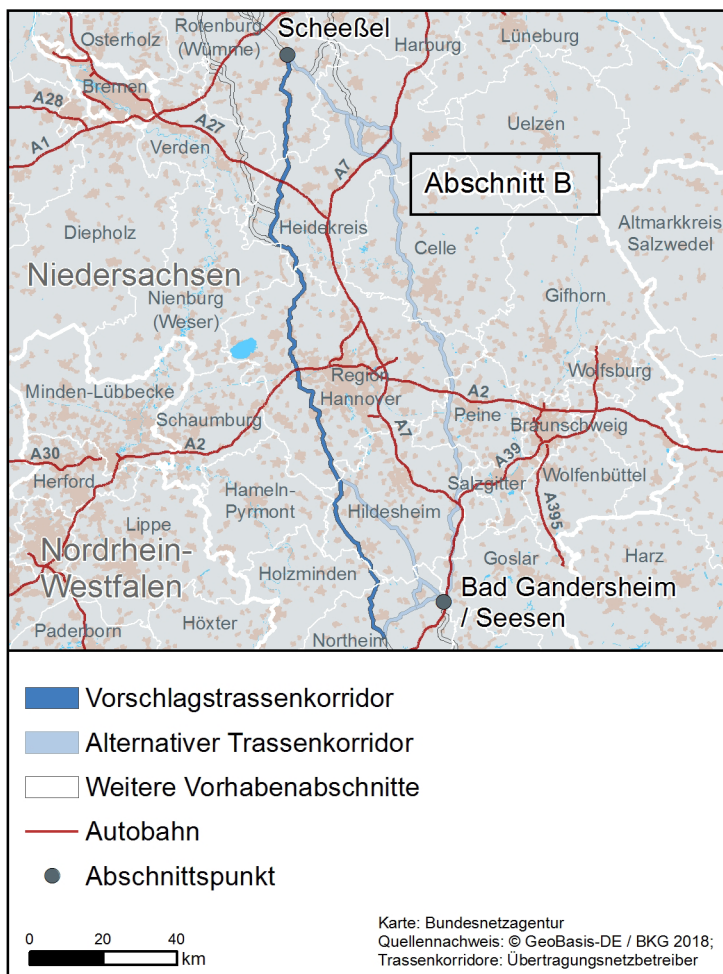 Rotenburg
(Wümme)
Scheeßel
Osterholz
Harburg
Lüneburg
Bremen
A28
A27
A1
Verden
Uelzen
A7
Abschnitt B
Diepholz
Heidekreis
Celle
Altmarkkreis
Salzwedel
Niedersachsen
Nienburg
(Weser)
Gifhorn
Minden-Lübbecke
Region
Hannover
Wolfsburg
A2
Schaumburg
Peine
Braunschweig
A2
A7
A30
A39
Herford
Hameln-
Pyrmont
Salzgitter
Wolfenbüttel
A395
Lippe
Hildesheim
Nordrhein-
Westfalen
Goslar
Harz
Holzminden
Bad Gandersheim
/ Seesen
Paderborn
Höxter
Northeim
Vorschlagstrassenkorridor
Alternativer Trassenkorridor
Weitere Vorhabenabschnitte
Autobahn
Abschnittspunkt
0 20 40
km
Karte: Bundesnetzagentur
Quellennachweis: © GeoBasis-DE / BKG 2018;
Trassenkorridore: Übertragungsnetzbetreiber